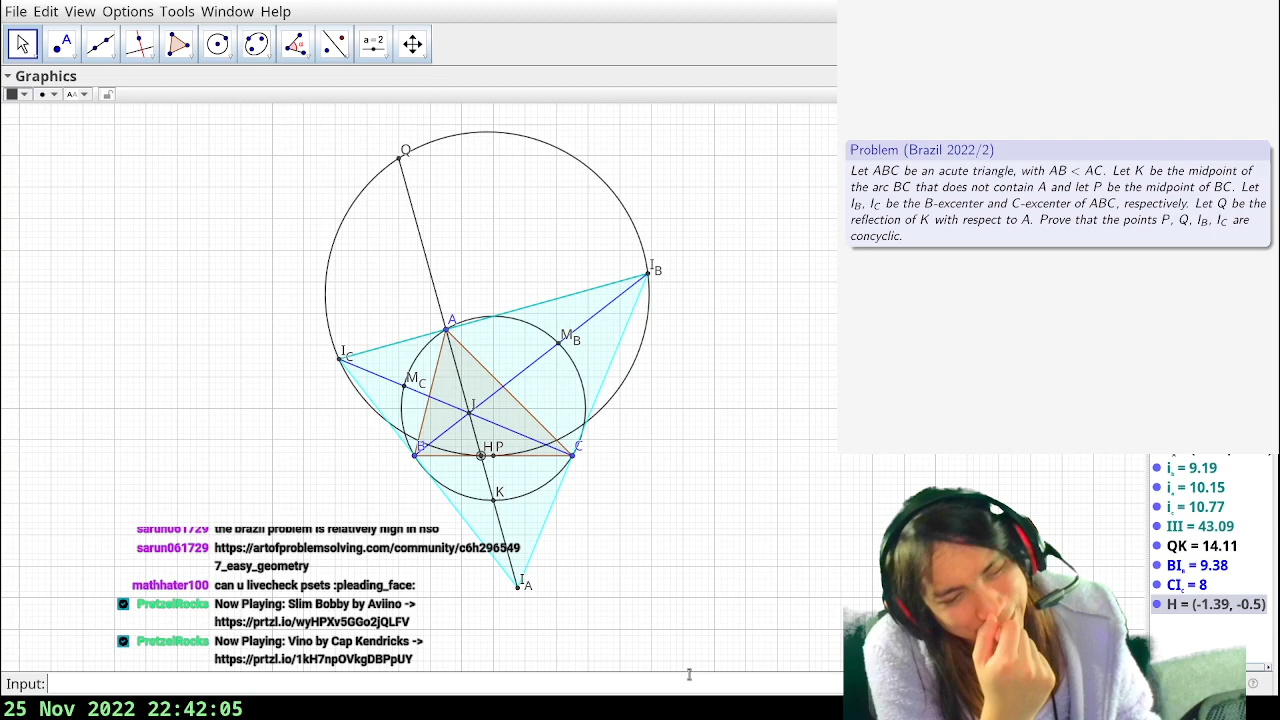 File Edit View Options Tools Window Help
a = 2
Graphics
AA
Problem (Brazil 2022/2)
Let ABC be an acute triangle, with AB < AC. Let K be the midpoint of
the arc BC that does not contain A and let P be the midpoint of BC. Let
I_B, I_C be the B-excenter and C-excenter of ABC, respectively. Let Q be the
reflection of K with respect to A. Prove that the points P, Q, I_B, I_C are
concyclic.
Q
I_B
A
M_B
I_C
M_C
I
B
H P
C
K
I_A
sarun061729 the brazil problem is relatively high in nso
sarun061729 https://artofproblemsolving.com/community/c6h296549
7_easy_geometry
mathhater100 can u livecheck psets :pleading_face:
PretzelRocks Now Playing: Slim Bobby by Aviino ->
https://prtzl.io/wyHPXv5GGo2jQLFV
PretzelRocks Now Playing: Vino by Cap Kendricks ->
https://prtzl.io/1kH7npOVkgDBPpUY
= 9.19
= 10.15
= 10.77
III = 43.09
QK = 14.11
= 9.38
= 8
H = (-1.39, -0.5)
Input:
25 Nov 2022 22:42:05